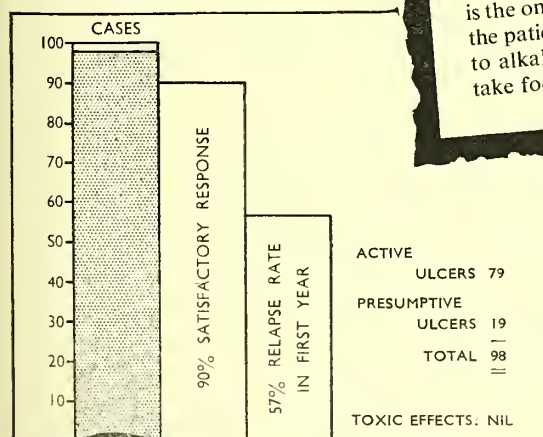 is the on
the patie
to alkal
take foo
CASES
100
90
80
70
60
50
40
30
20
10
90% SATISFACTORY RESPONSE
57% RELAPSE RATE
IN FIRST YEAR
ACTIVE
ULCERS 79
PRESUMPTIVE
ULCERS 19
TOTAL 98
TOXIC EFFECTS: NIL